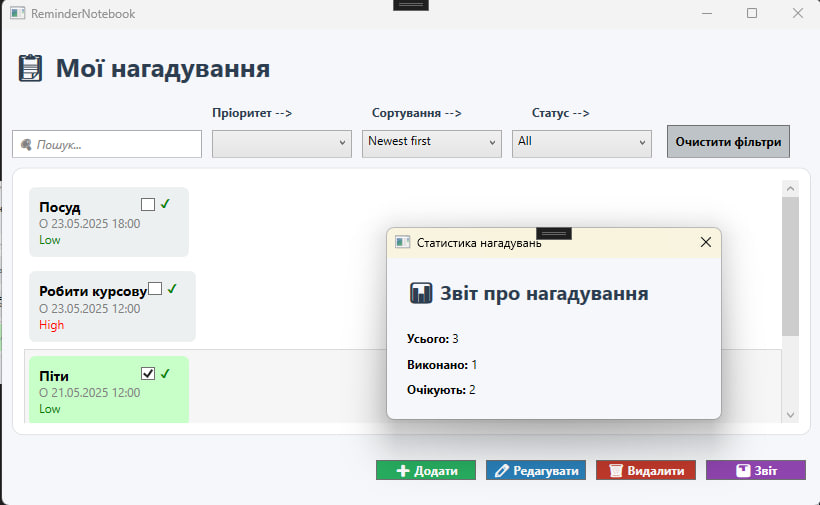 ReminderNotebook
Мої нагадування
Пріоритет --> Сортування --> Статус -->
Пошук... Newest first All Очистити фільтри
Посуд
О 23.05.2025 18:00
Low
Робити курсову
О 23.05.2025 12:00
High
Піти
О 21.05.2025 12:00
Low
Статистика нагадувань
Звіт про нагадування
Усього: 3
Виконано: 1
Очікують: 2
Додати Редагувати Видалити Звіт